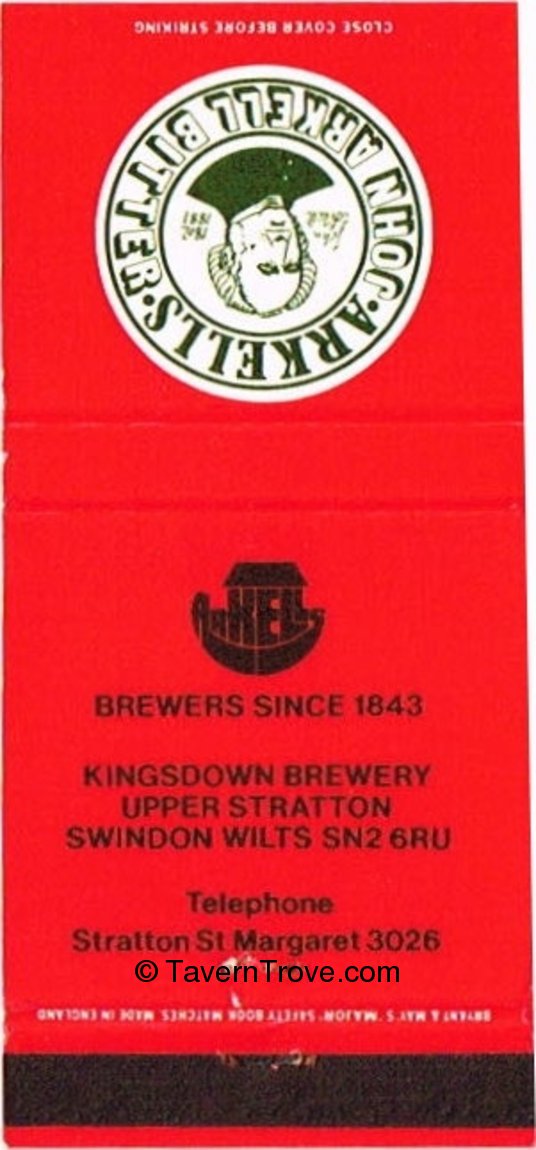 CLOSE COVER BEFORE STRIKING
JOHN ARKELL BITTER
ARKELLS
ARKELLS
BREWERS SINCE 1843
KINGSDOWN BREWERY
UPPER STRATTON
SWINDON WILTS SN2 6RU
Telephone
Stratton St Margaret 3026
© TavernTrove.com
BRYANT & MAY'S 'MAJOR' SAFETY BOOK MATCHES. MADE IN ENGLAND